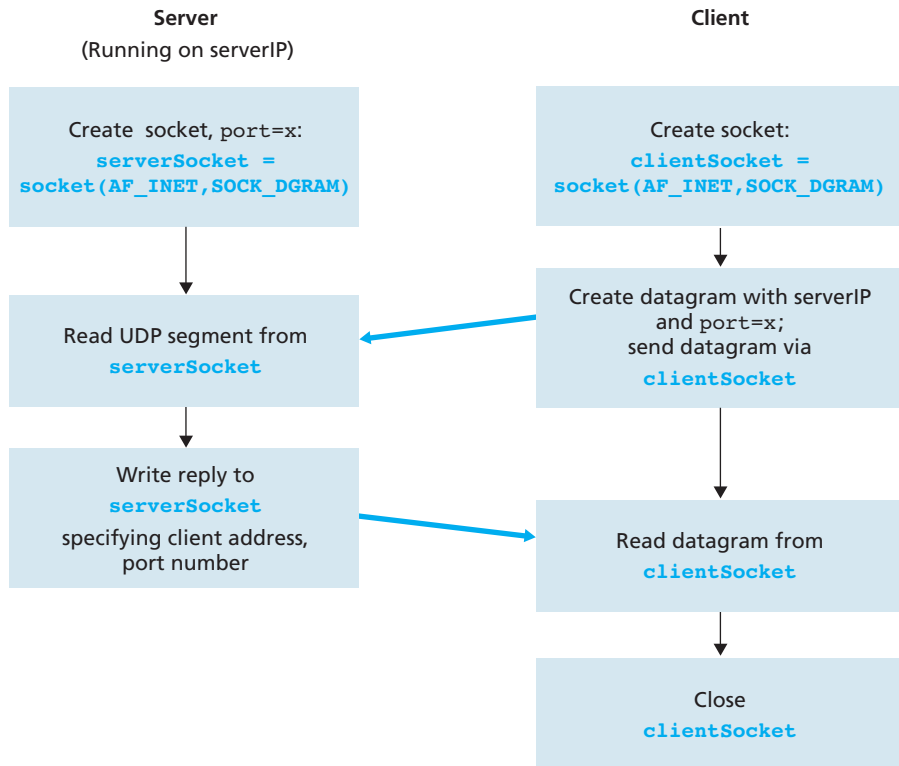 Server
(Running on serverIP)
Create socket, port=x:
serverSocket =
socket(AF_INET,SOCK_DGRAM)
Read UDP segment from
serverSocket
Write reply to
serverSocket
specifying client address,
port number
Client
Create socket:
clientSocket =
socket(AF_INET,SOCK_DGRAM)
Create datagram with serverIP
and port=x;
send datagram via
clientSocket
Read datagram from
clientSocket
Close
clientSocket